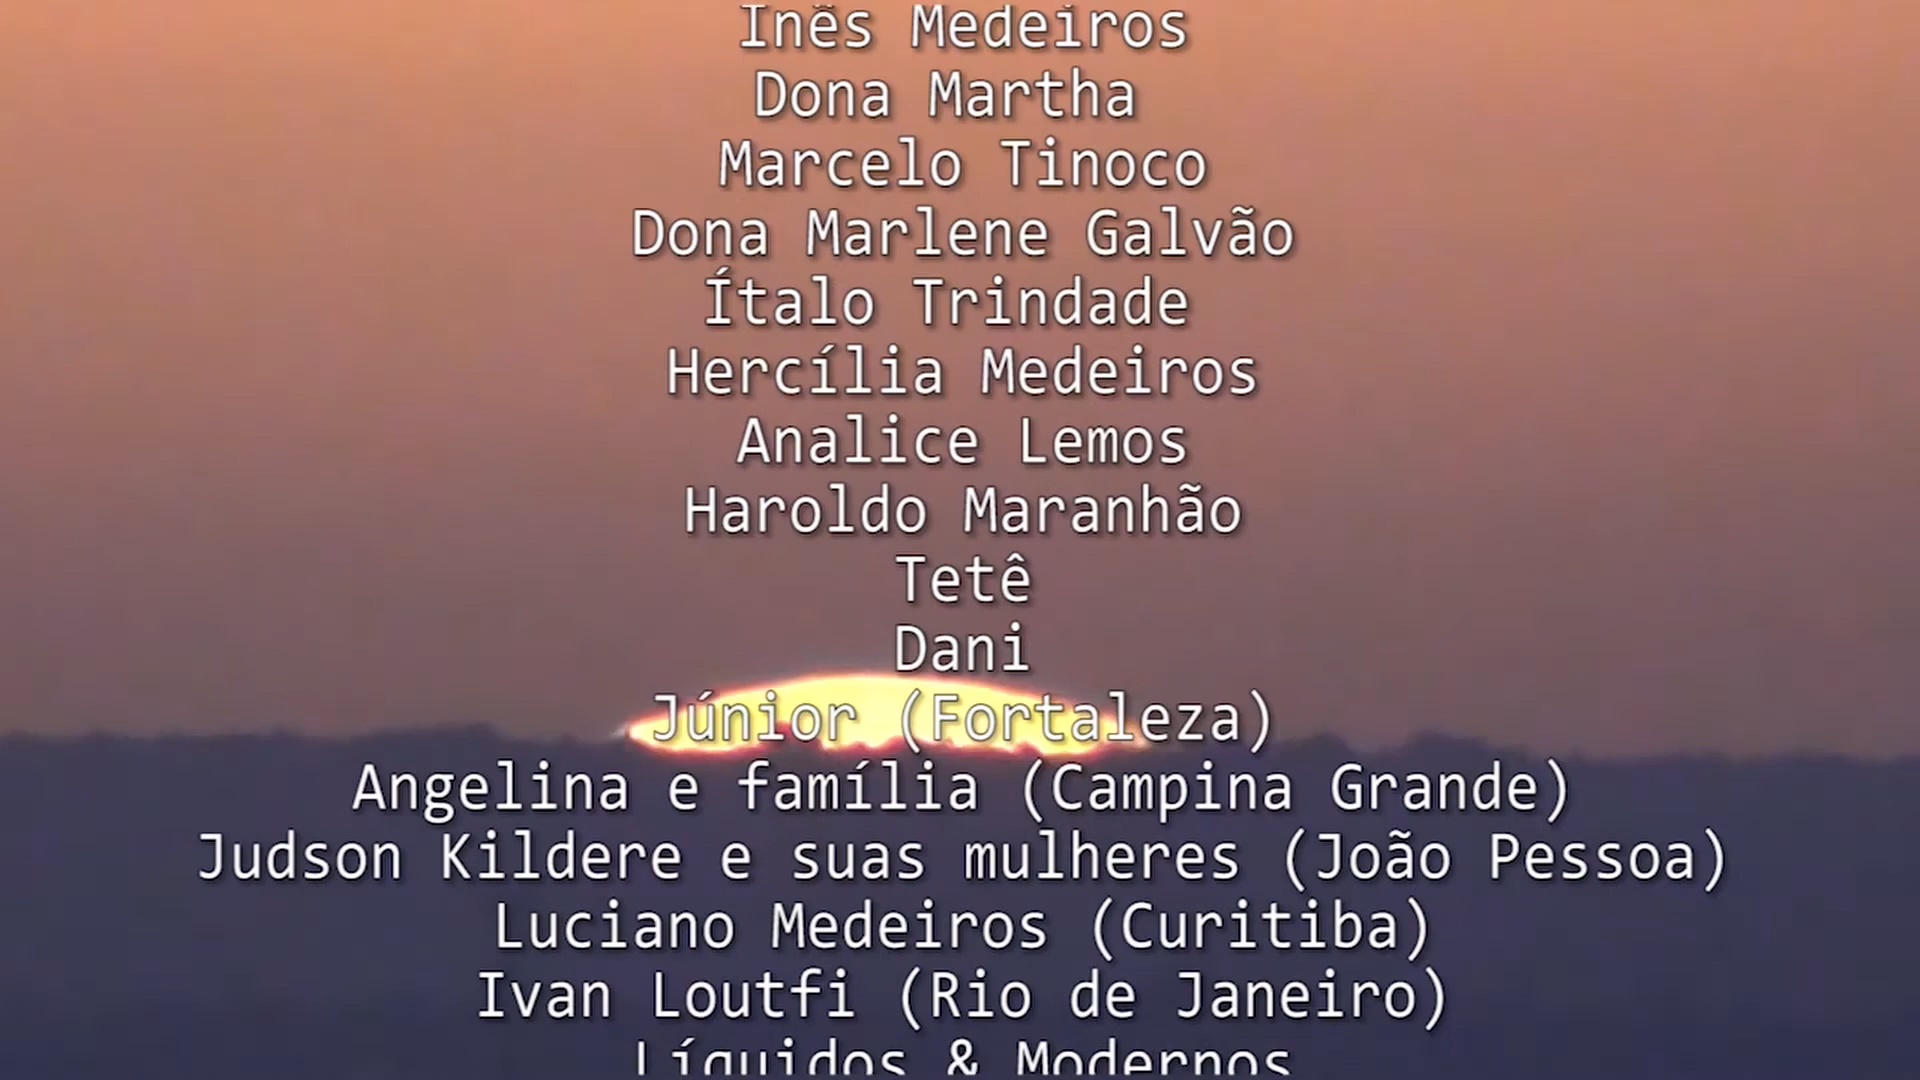 Inês Medeiros
Dona Martha
Marcelo Tinoco
Dona Marlene Galvão
Ítalo Trindade
Hercília Medeiros
Analice Lemos
Haroldo Maranhão
Tetê
Dani
Júnior (Fortaleza)
Angelina e família (Campina Grande)
Judson Kildere e suas mulheres (João Pessoa)
Luciano Medeiros (Curitiba)
Ivan Loutfi (Rio de Janeiro)
Líquidos & Modernos